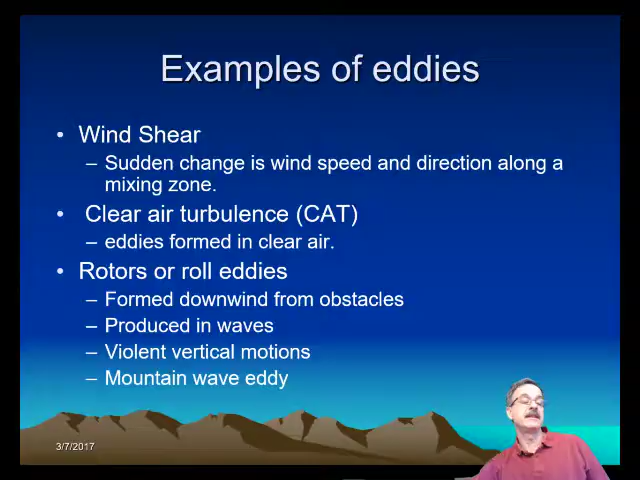 Examples of eddies
• Wind Shear
– Sudden change is wind speed and direction along a
mixing zone.
• Clear air turbulence (CAT)
– eddies formed in clear air.
• Rotors or roll eddies
– Formed downwind from obstacles
– Produced in waves
– Violent vertical motions
– Mountain wave eddy
3/7/2017